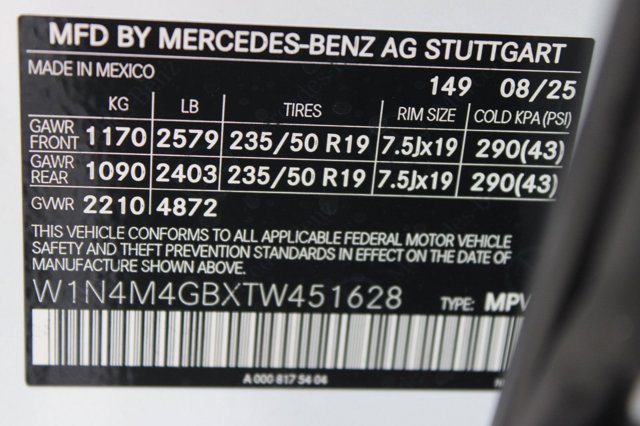 MFD BY MERCEDES-BENZ AG STUTTGART
MADE IN MEXICO
149 08/25
KG LB TIRES RIM SIZE COLD KPA (PSI)
GAWR FRONT 1170 2579 235/50 R19 7.5Jx19 290(43)
GAWR REAR 1090 2403 235/50 R19 7.5Jx19 290(43)
GVWR 2210 4872
THIS VEHICLE CONFORMS TO ALL APPLICABLE FEDERAL MOTOR VEHICLE
SAFETY AND THEFT PREVENTION STANDARDS IN EFFECT ON THE DATE OF
MANUFACTURE SHOWN ABOVE.
W1N4M4GBXTW451628 TYPE: MPV
A 000 817 54 04